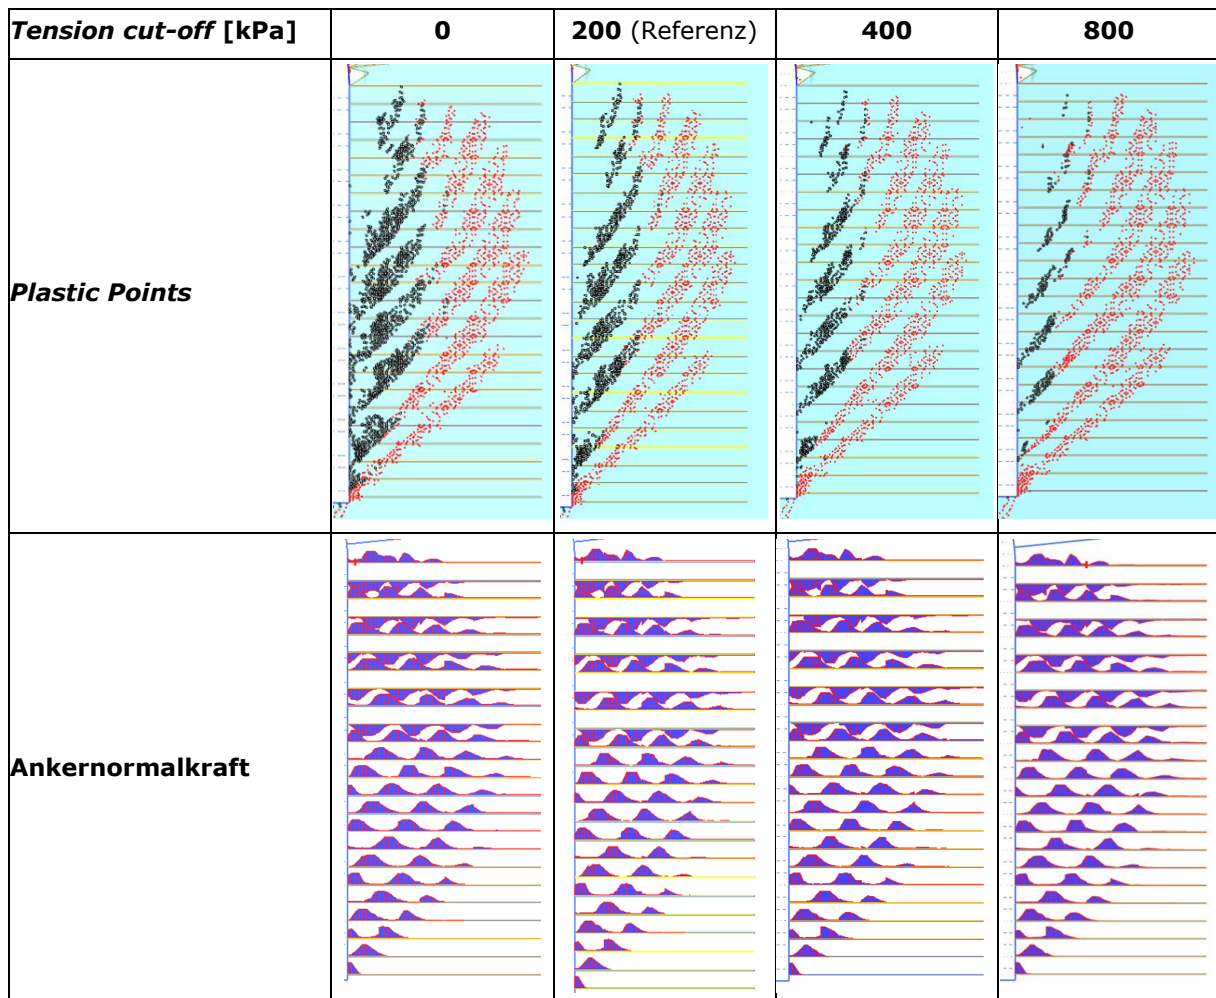 Tension cut-off [kPa] 0 200 (Referenz) 400 800
Plastic Points
Ankernormalkraft